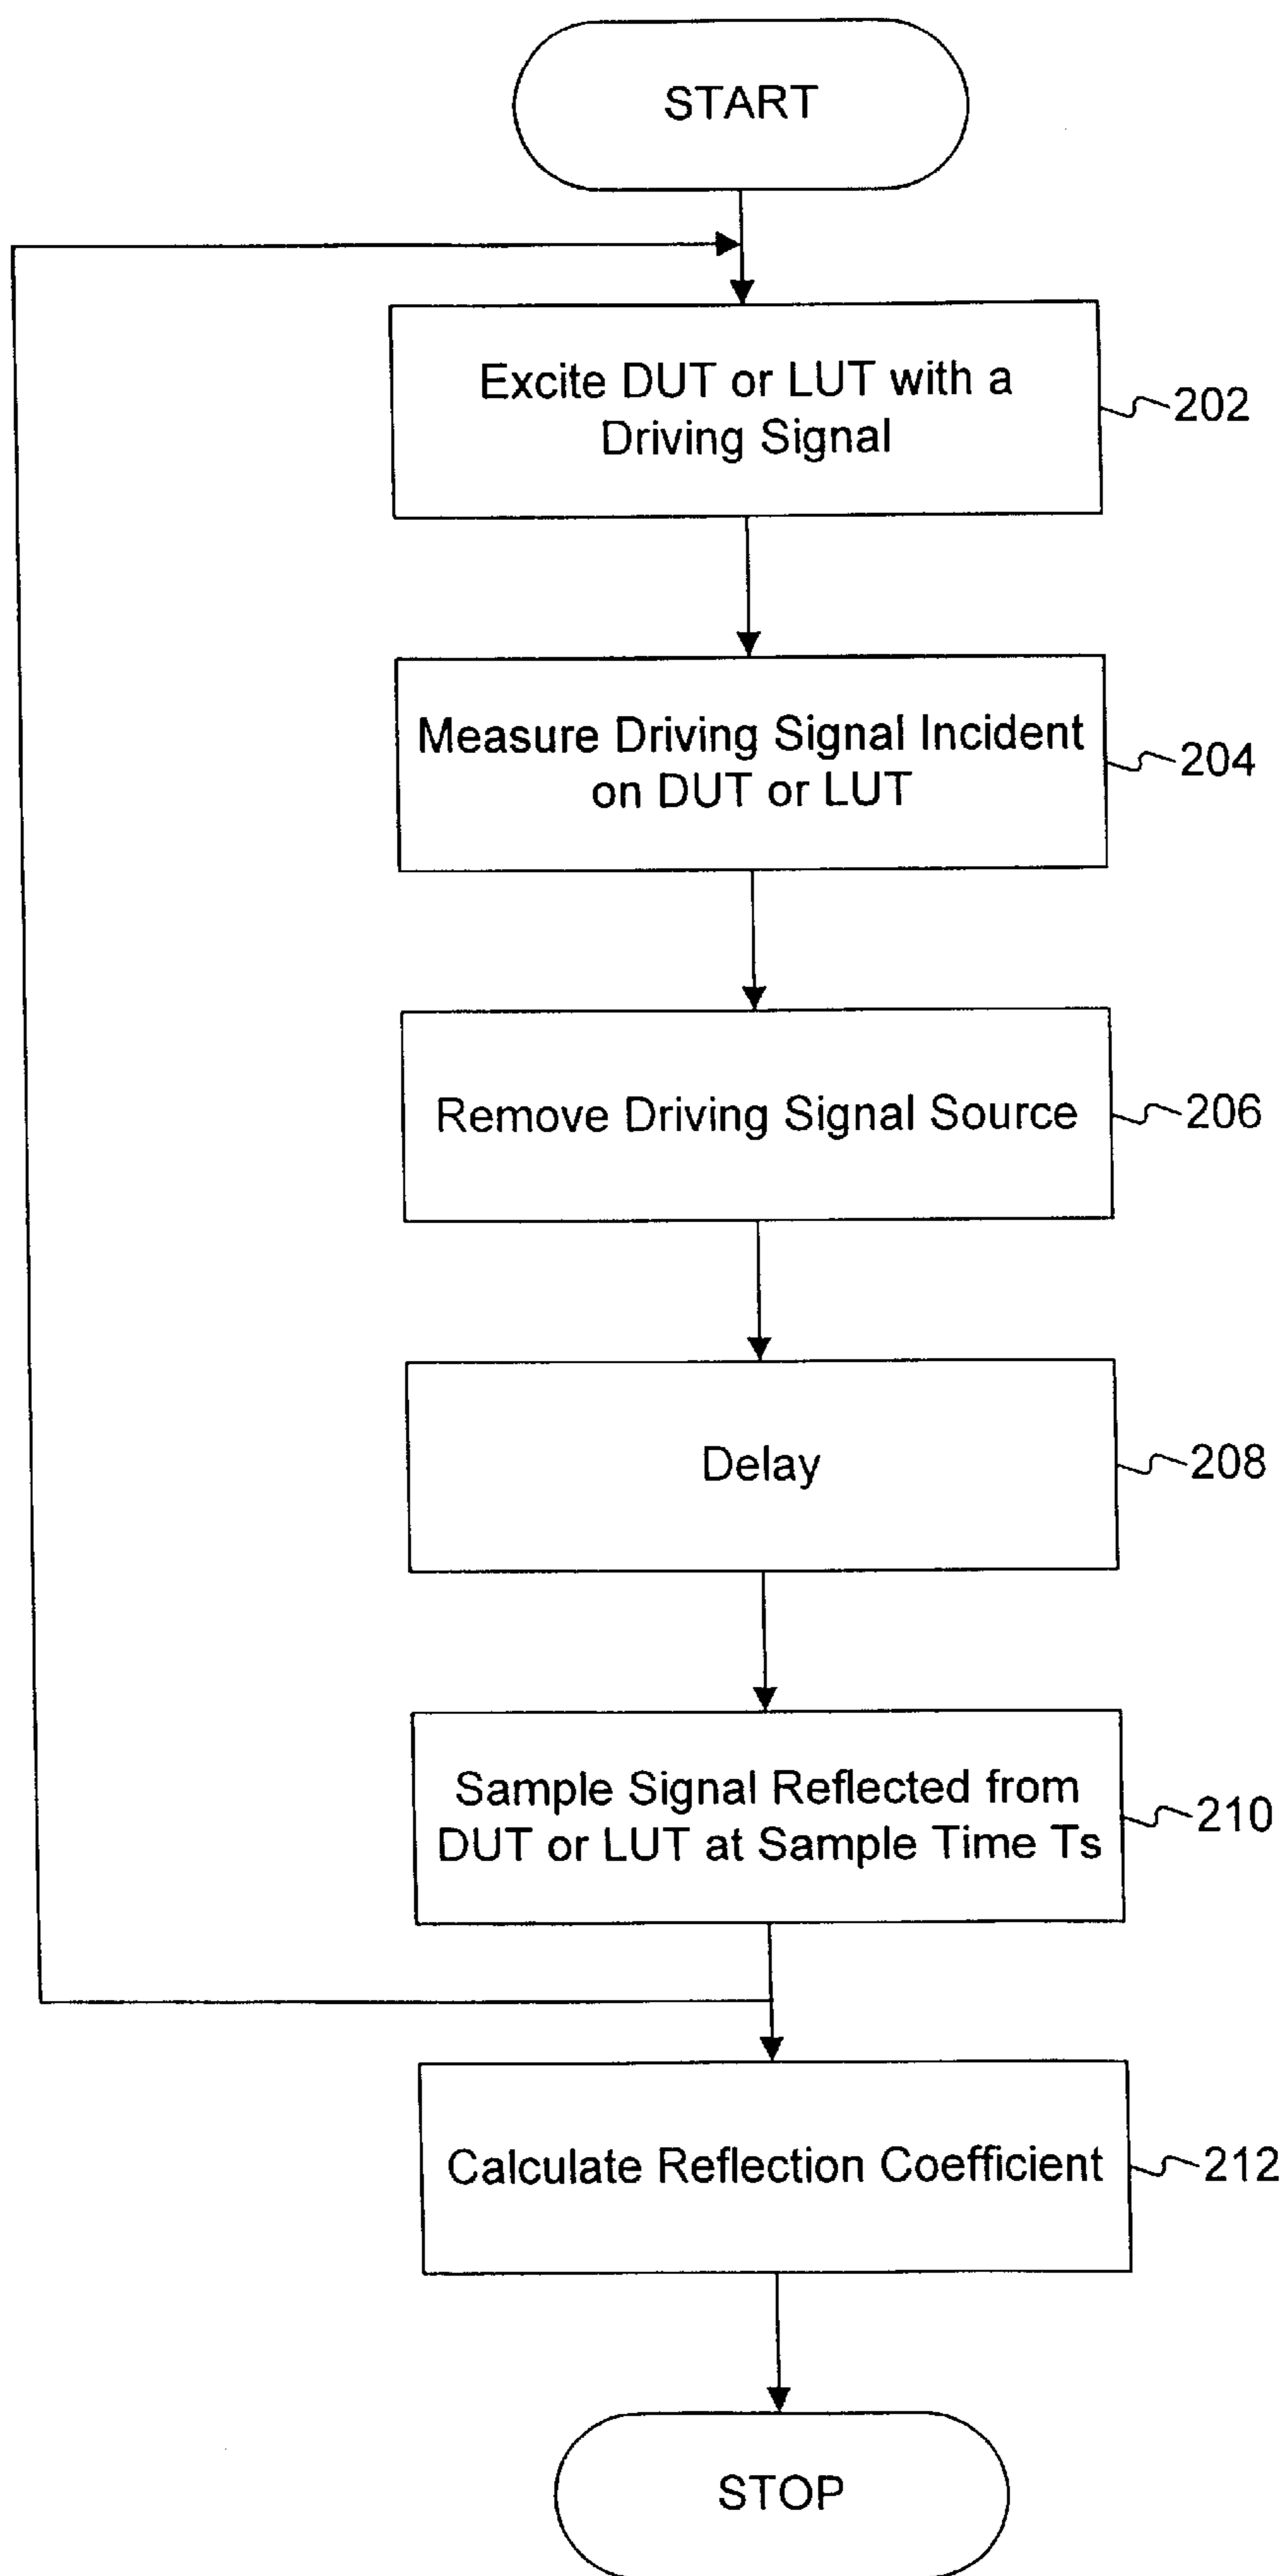 START
Excite DUT or LUT with a
Driving Signal
202
Measure Driving Signal Incident
on DUT or LUT
204
Remove Driving Signal Source
206
Delay
208
Sample Signal Reflected from
DUT or LUT at Sample Time Ts
210
Calculate Reflection Coefficient
212
STOP